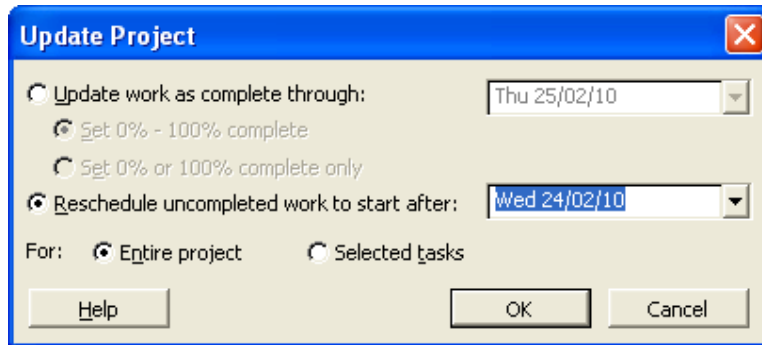 Update Project
Update work as complete through: Thu 25/02/10
Set 0% - 100% complete
Set 0% or 100% complete only
Reschedule uncompleted work to start after: Wed 24/02/10
For: Entire project Selected tasks
Help OK Cancel